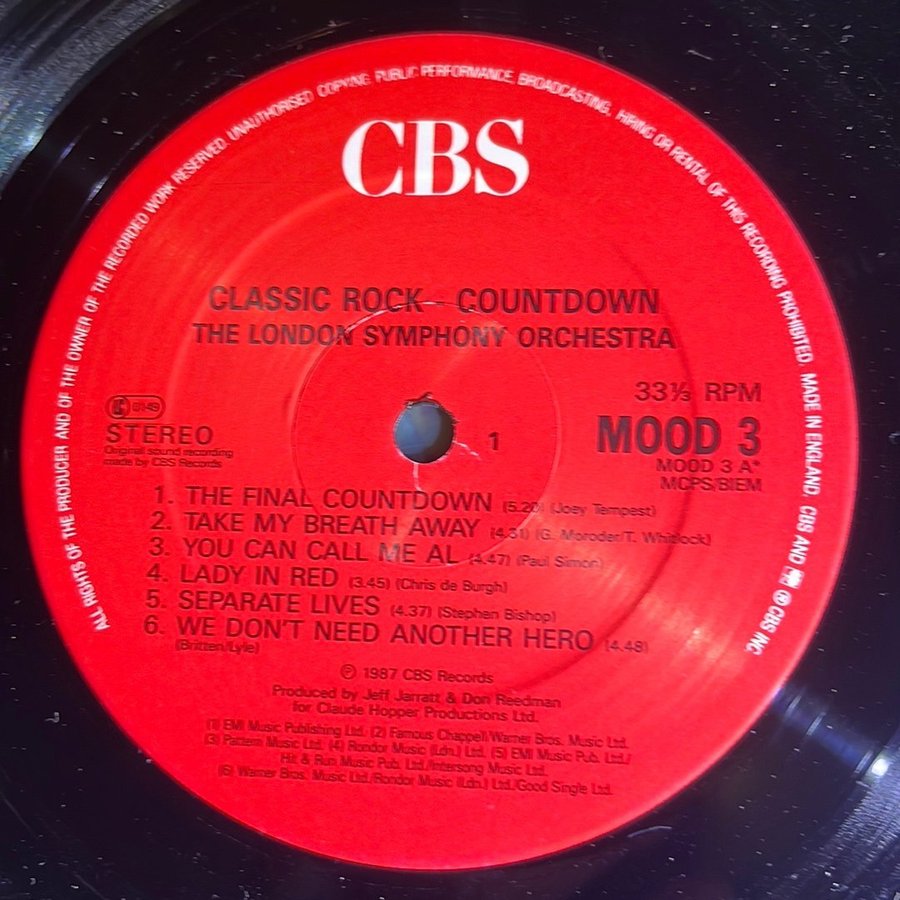 ALL RIGHTS OF THE PRODUCER AND OF THE OWNER OF THE RECORDED WORK RESERVED. UNAUTHORISED COPYING, PUBLIC PERFORMANCE, BROADCASTING, HIRING OR RENTAL OF THIS RECORDING PROHIBITED. MADE IN ENGLAND. CBS AND ® CBS INC.
CBS
CLASSIC ROCK - COUNTDOWN
THE LONDON SYMPHONY ORCHESTRA
33⅓ RPM
LC 0149
STEREO
Original sound recording
made by CBS Records
1
MOOD 3
MOOD 3 A*
MCPS/BIEM
1. THE FINAL COUNTDOWN (5.20) (Joey Tempest)
2. TAKE MY BREATH AWAY (4.31) (G. Moroder/T. Whitlock)
3. YOU CAN CALL ME AL (4.47) (Paul Simon)
4. LADY IN RED (3.45) (Chris de Burgh)
5. SEPARATE LIVES (4.37) (Stephen Bishop)
6. WE DON'T NEED ANOTHER HERO (4.48)
(Britten/Lyle)
℗ 1987 CBS Records
Produced by Jeff Jarratt & Don Reedman
for Claude Hopper Productions Ltd.
(1) EMI Music Publishing Ltd. (2) Famous Chappell/Warner Bros. Music Ltd.
(3) Pattern Music Ltd. (4) Rondor Music (Ldn.) Ltd. (5) EMI Music Pub. Ltd./
Hit & Run Music Pub. Ltd./Intersong Music Ltd.
(6) Warner Bros. Music Ltd./Rondor Music (Ldn.) Ltd./Good Single Ltd.